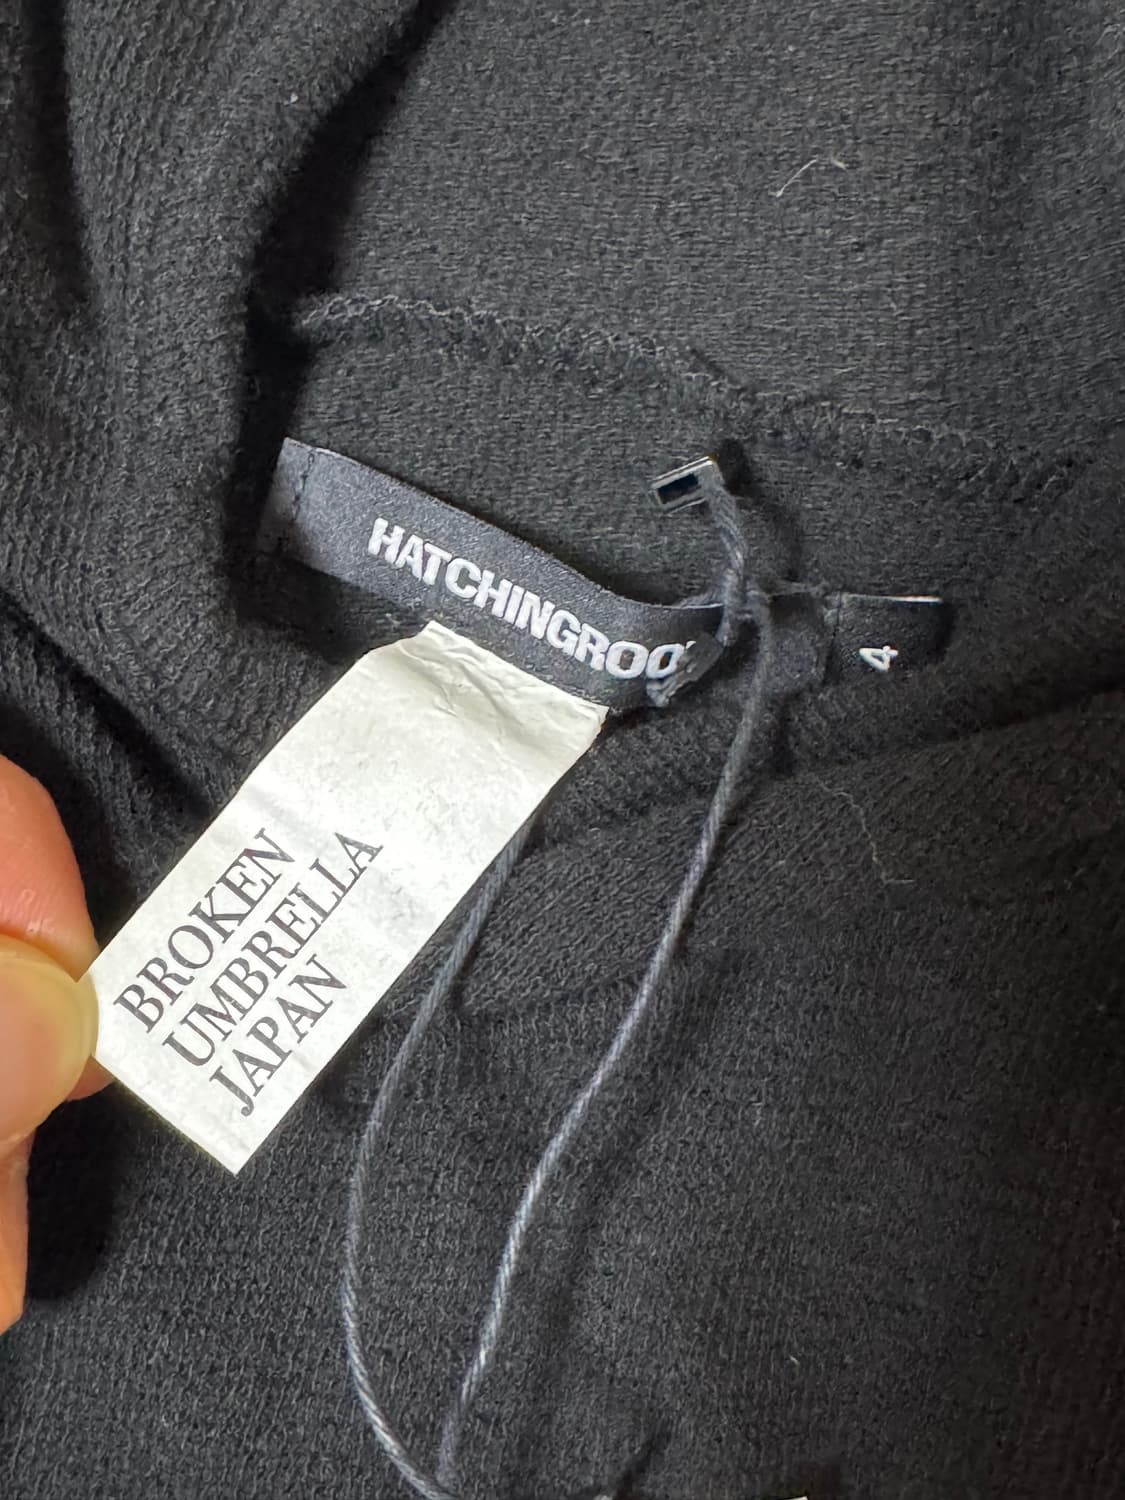 HATCHINGROO
4
BROKEN
UMBRELLA
JAPAN